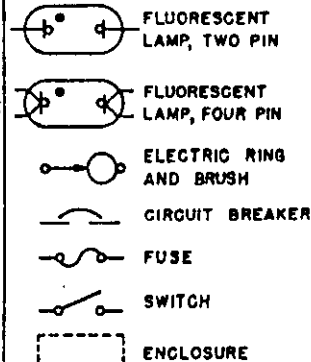 FLUORESCENT
LAMP, TWO PIN
FLUORESCENT
LAMP, FOUR PIN
ELECTRIC RING
AND BRUSH
CIRCUIT BREAKER
FUSE
SWITCH
ENCLOSURE